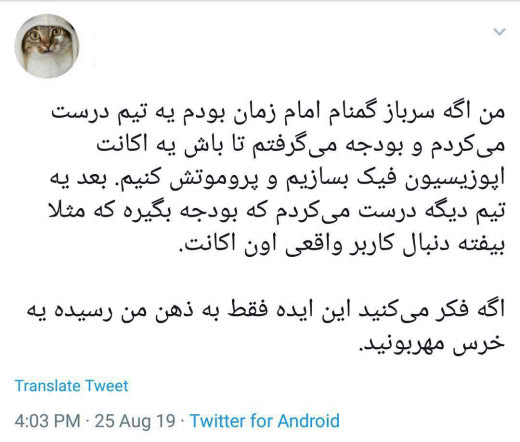 من اگه سرباز گمنام امام زمان بودم یه تیم درست
می‌کردم و بودجه می‌گرفتم تا باش یه اکانت
اپوزیسیون فیک بسازیم و پروموتش کنیم. بعد یه
تیم دیگه درست می‌کردم که بودجه بگیره که مثلا
بیفته دنبال کاربر واقعی اون اکانت.
اگه فکر می‌کنید این ایده فقط به ذهن من رسیده یه
خرس مهربونید.
Translate Tweet
4:03 PM · 25 Aug 19 · Twitter for Android